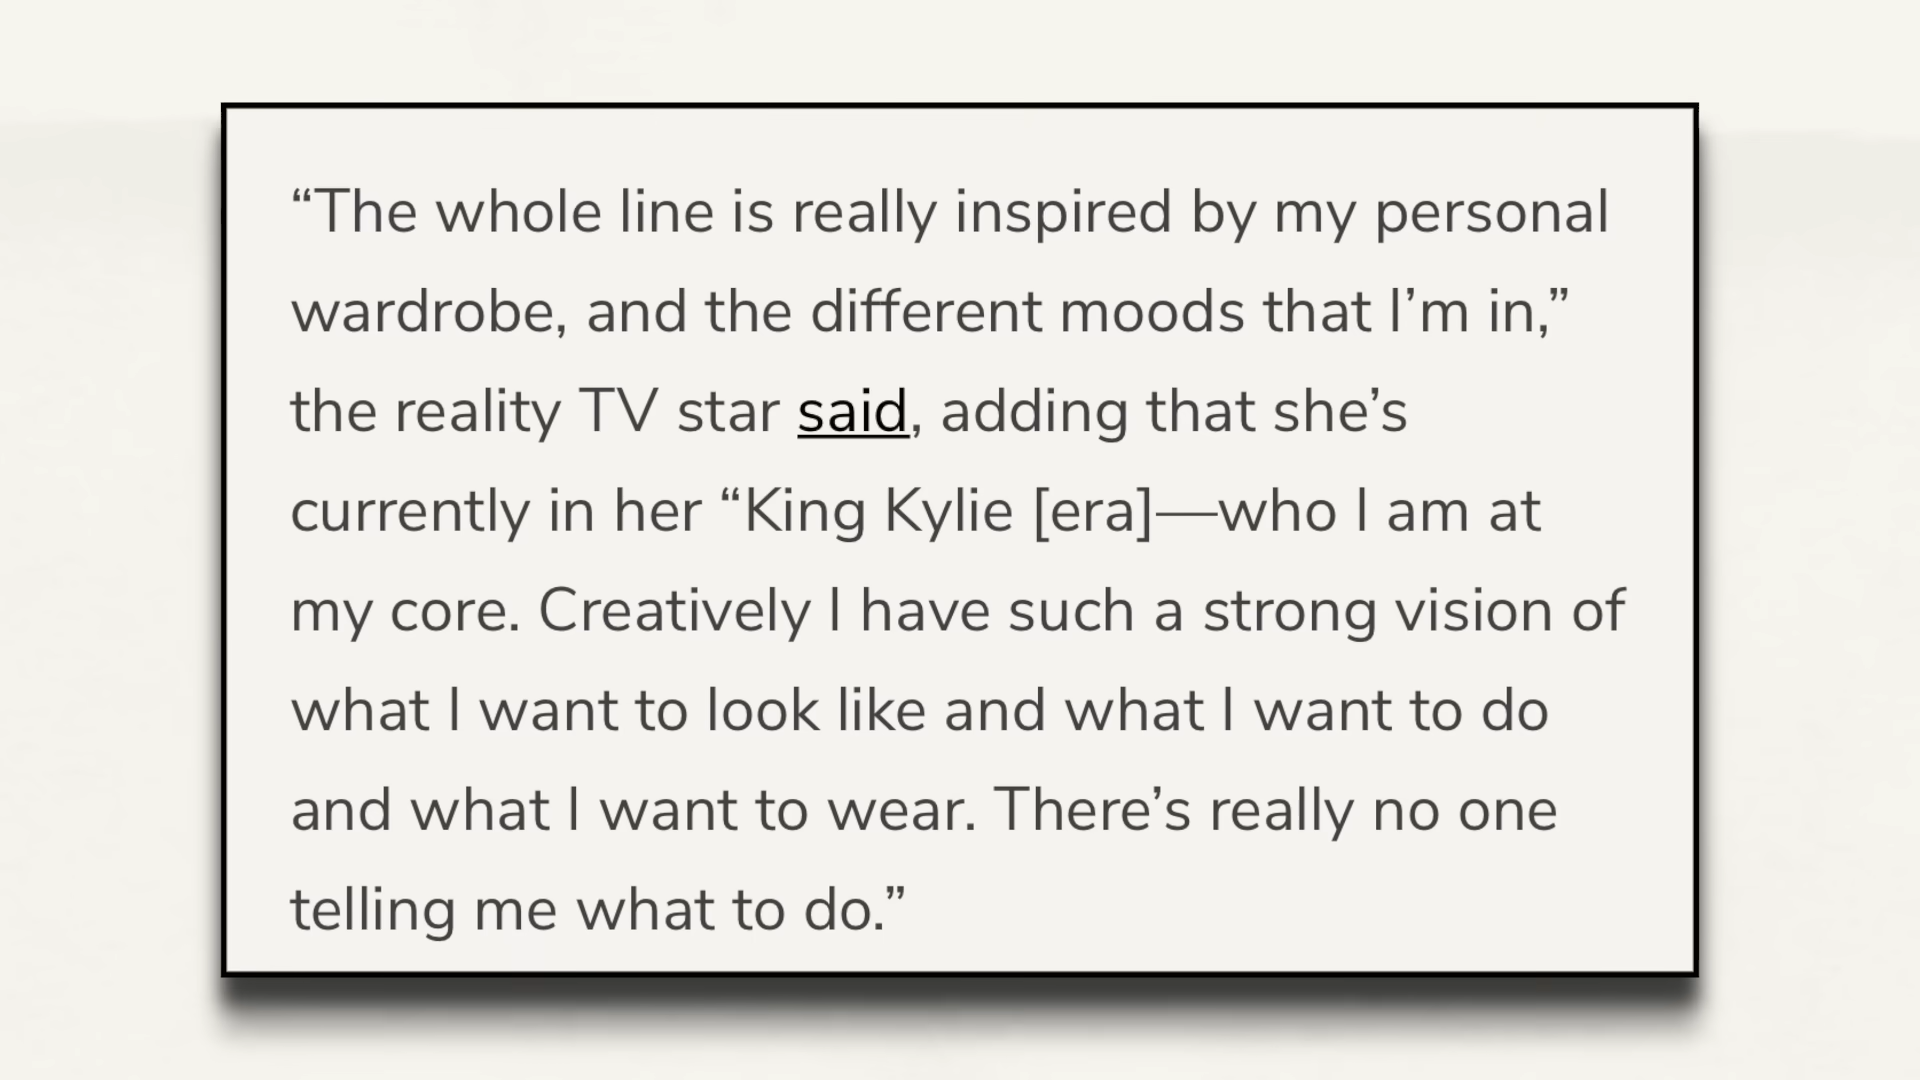 “The whole line is really inspired by my personal
wardrobe, and the different moods that I’m in,”
the reality TV star said, adding that she’s
currently in her “King Kylie [era]—who I am at
my core. Creatively I have such a strong vision of
what I want to look like and what I want to do
and what I want to wear. There’s really no one
telling me what to do.”